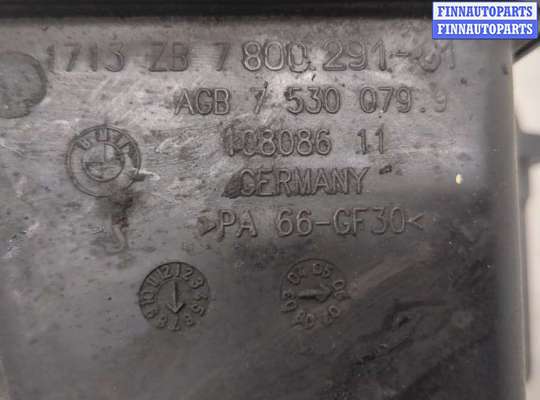 FINNAUTOPARTS
FINNAUTOPARTS
1713 ZB 7 800 291-01
AGB 7 530 079.9
108086 11
GERMANY
>PA 66-GF30<